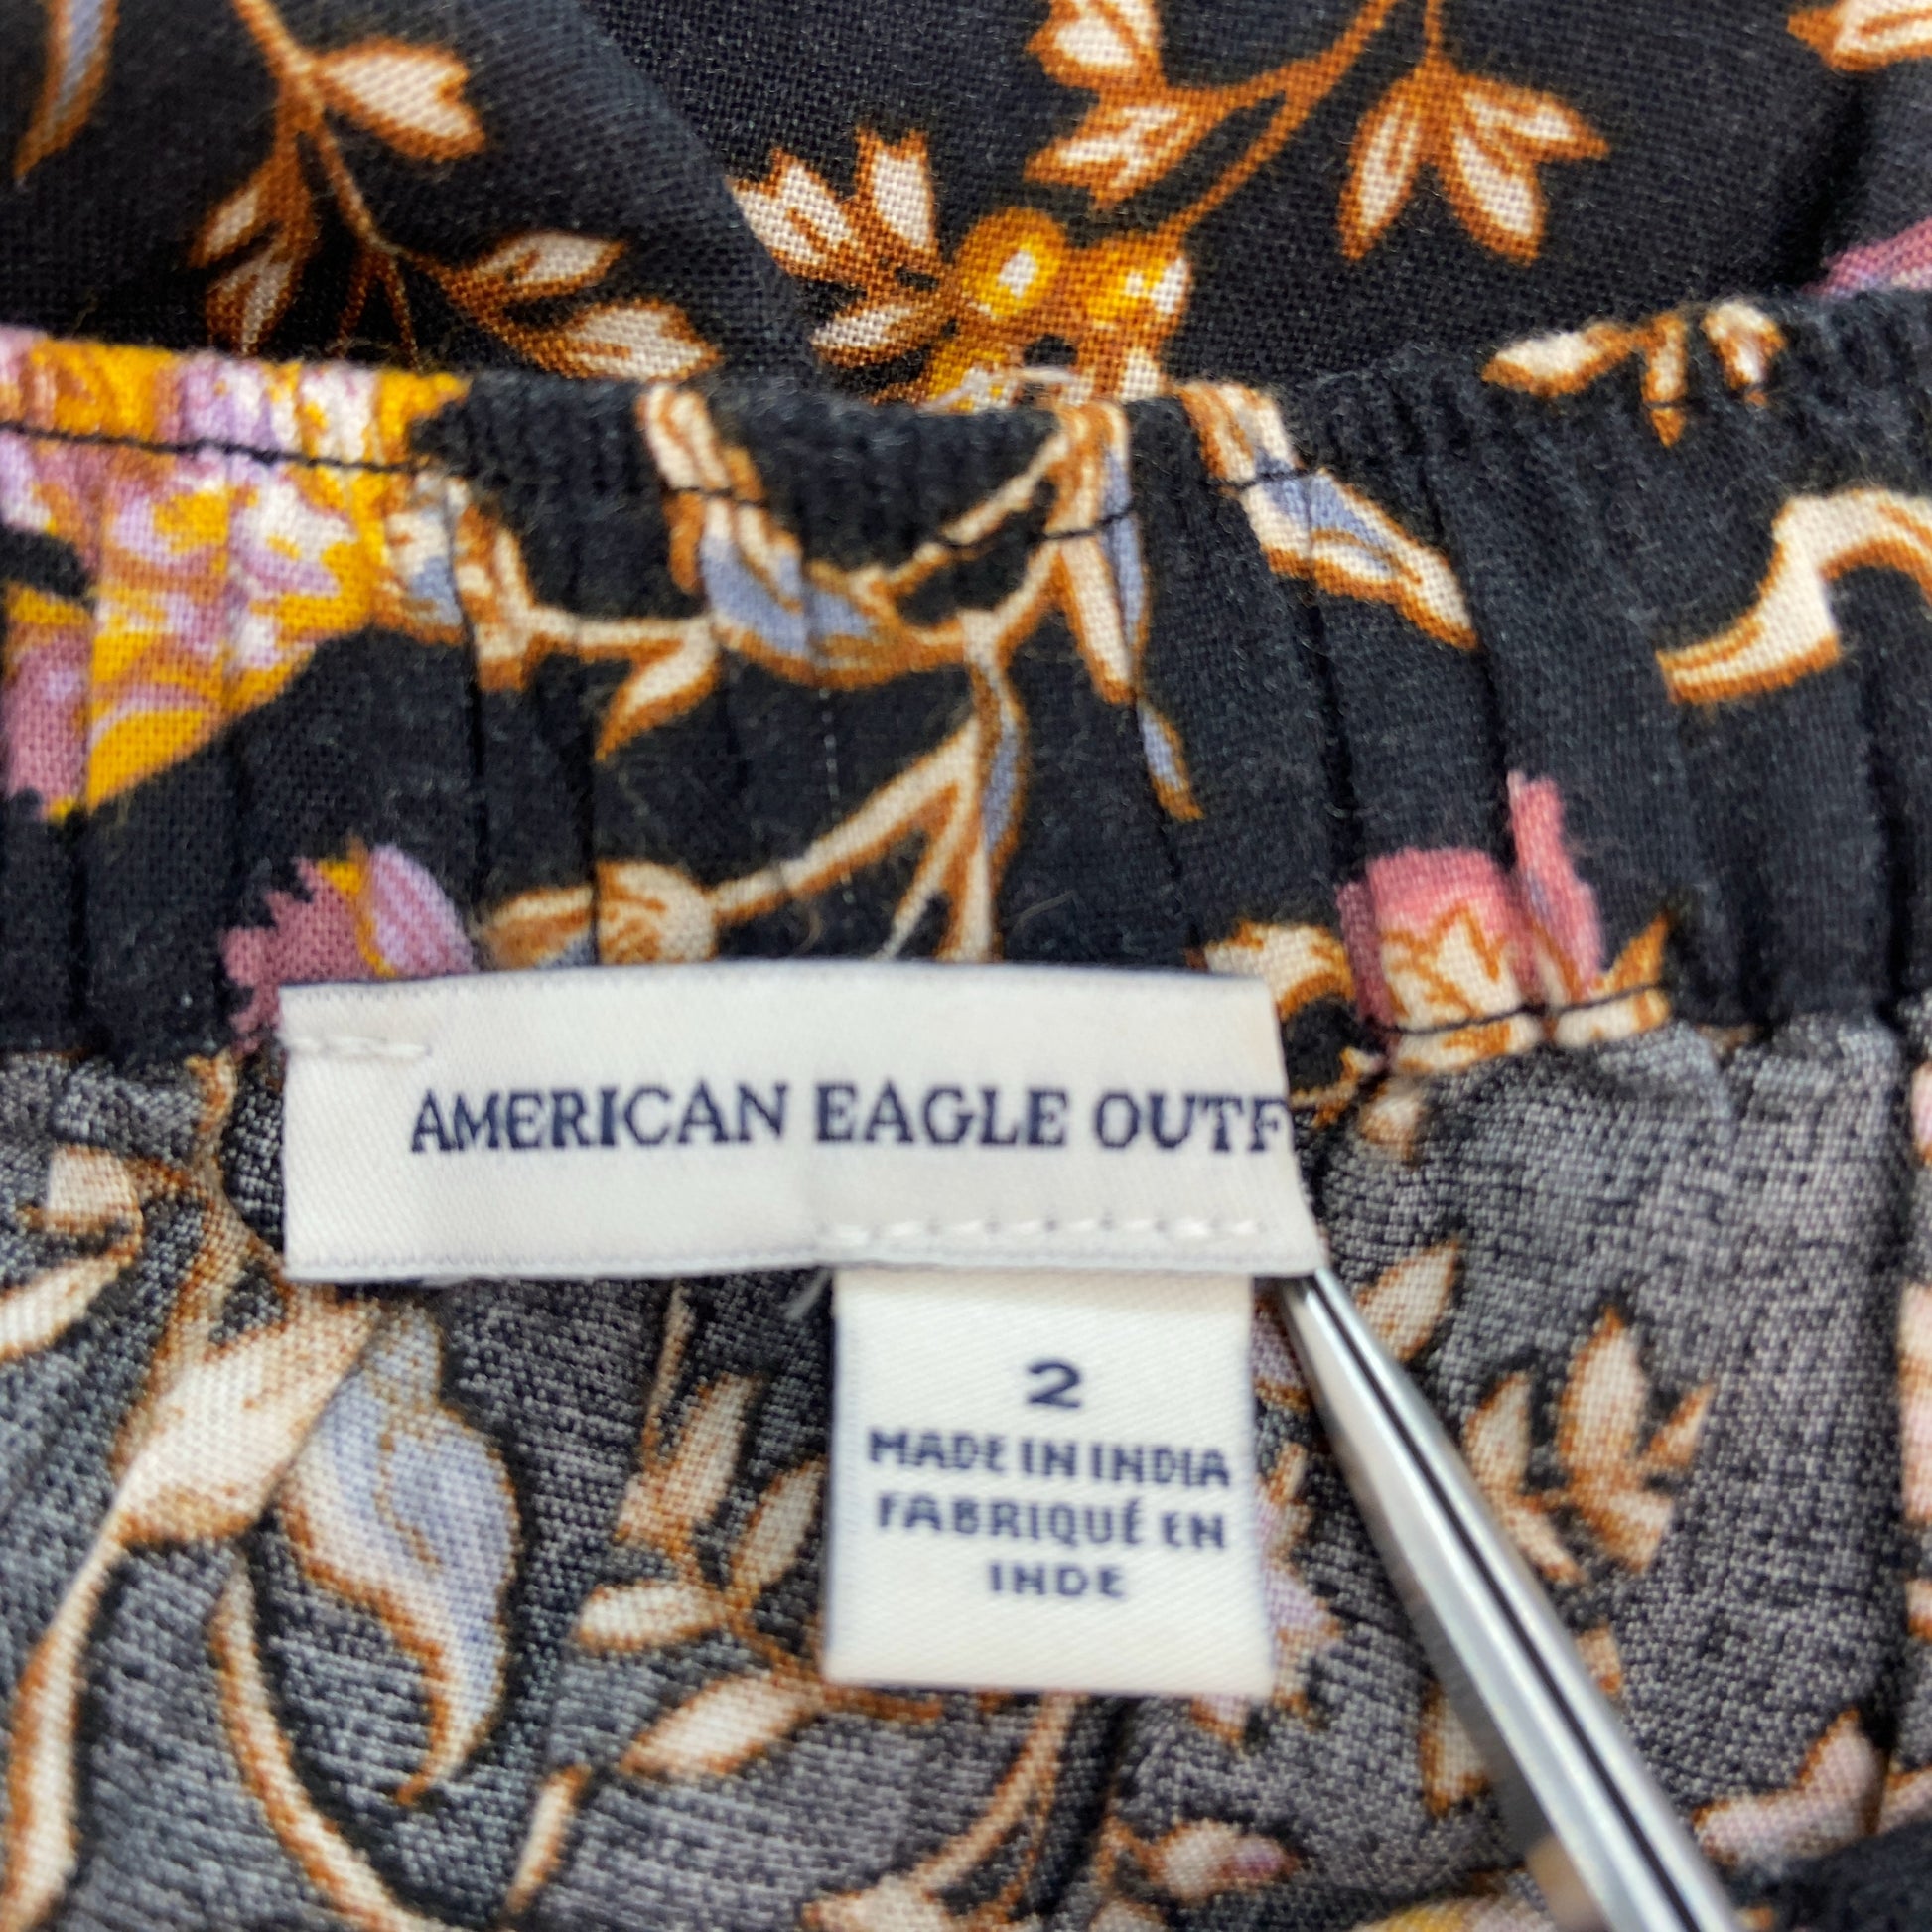 AMERICAN EAGLE OUTF
2
MADE IN INDIA
FABRIQUÉ EN
INDE